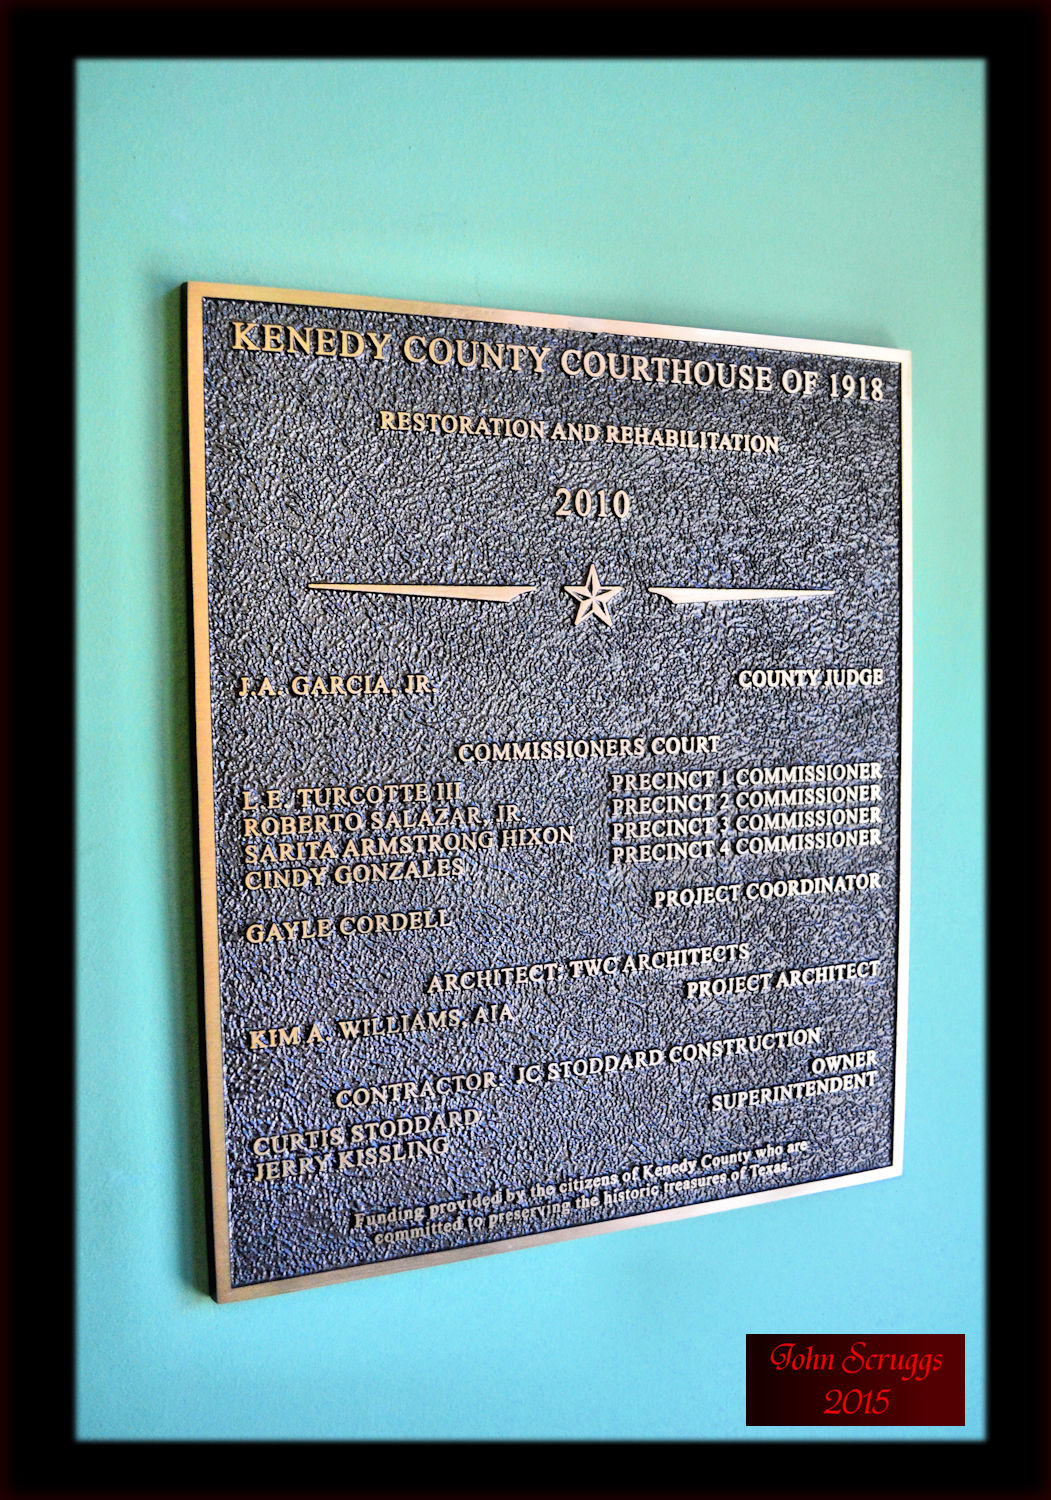 KENEDY COUNTY COURTHOUSE OF 1918
RESTORATION AND REHABILITATION
2010
J.A. GARCIA, JR. COUNTY JUDGE
COMMISSIONERS COURT
L.E. TURCOTTE III PRECINCT 1 COMMISSIONER
ROBERTO SALAZAR, JR. PRECINCT 2 COMMISSIONER
SARITA ARMSTRONG HIXON PRECINCT 3 COMMISSIONER
CINDY GONZALES PRECINCT 4 COMMISSIONER
GAYLE CORDELL PROJECT COORDINATOR
ARCHITECT: TWC ARCHITECTS
KIM A. WILLIAMS, AIA PROJECT ARCHITECT
CONTRACTOR: JC STODDARD CONSTRUCTION
CURTIS STODDARD OWNER
JERRY KISSLING SUPERINTENDENT
Funding provided by the citizens of Kenedy County who are
committed to preserving the historic treasures of Texas.
John Scruggs
2015